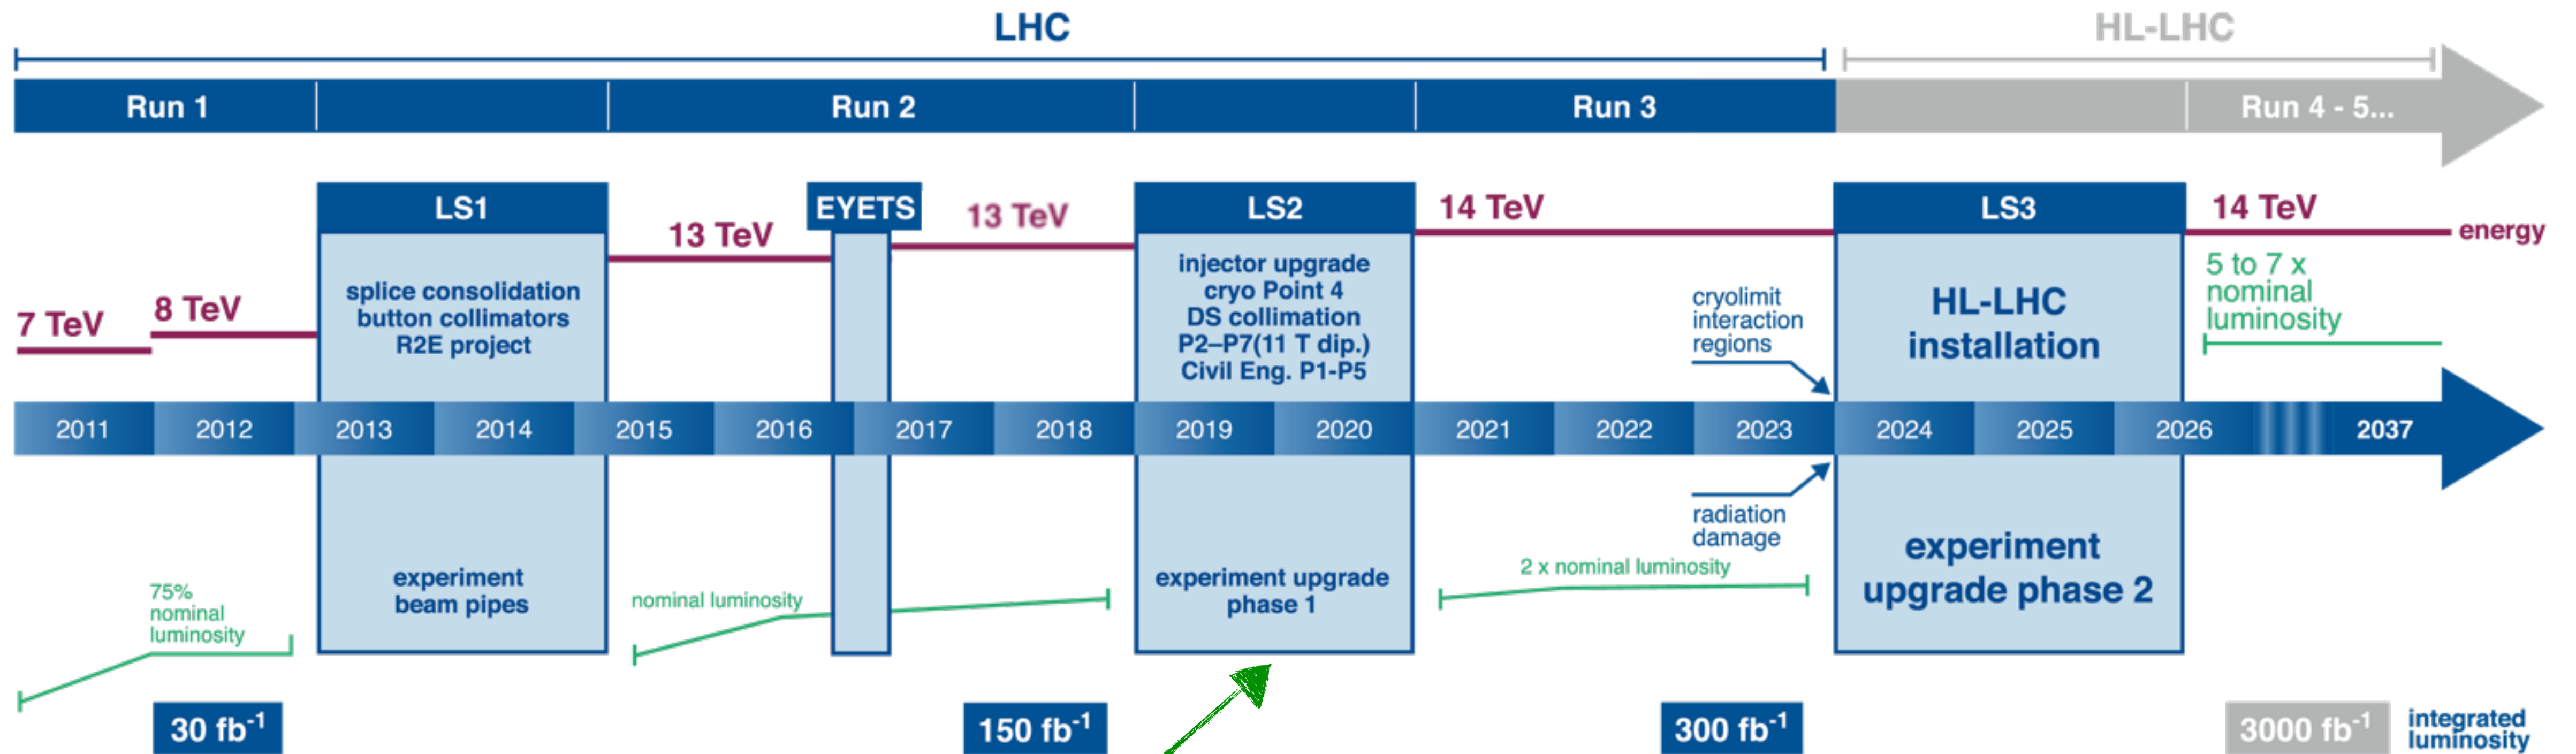 LHC
HL-LHC
Run 1
Run 2
Run 3
Run 4 - 5...
LS1
EYETS
LS2
LS3
7 TeV
8 TeV
13 TeV
13 TeV
14 TeV
14 TeV
energy
splice consolidation
button collimators
R2E project
injector upgrade
cryo Point 4
DS collimation
P2–P7(11 T dip.)
Civil Eng. P1-P5
cryolimit
interaction
regions
HL-LHC
installation
5 to 7 x
nominal
luminosity
2011
2012
2013
2014
2015
2016
2017
2018
2019
2020
2021
2022
2023
2024
2025
2026
2037
75%
nominal
luminosity
experiment
beam pipes
nominal luminosity
experiment upgrade
phase 1
2 x nominal luminosity
radiation
damage
experiment
upgrade phase 2
30 fb⁻¹
150 fb⁻¹
300 fb⁻¹
3000 fb⁻¹
integrated
luminosity